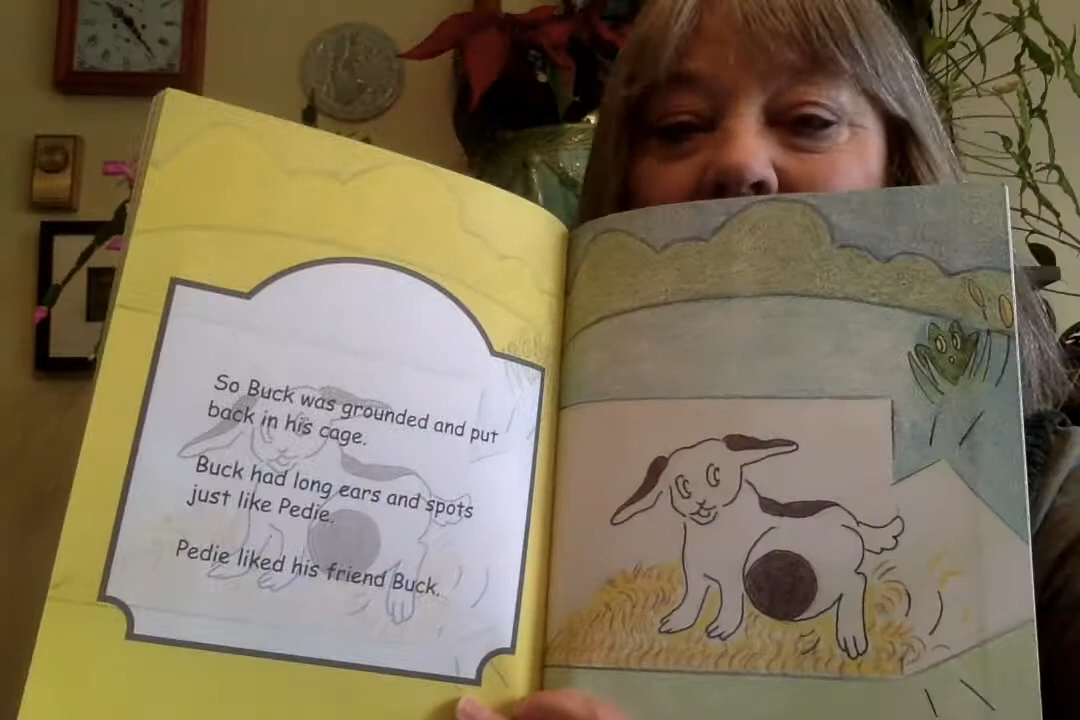 So Buck was grounded and put
back in his cage.
Buck had long ears and spots
just like Pedie.
Pedie liked his friend Buck.